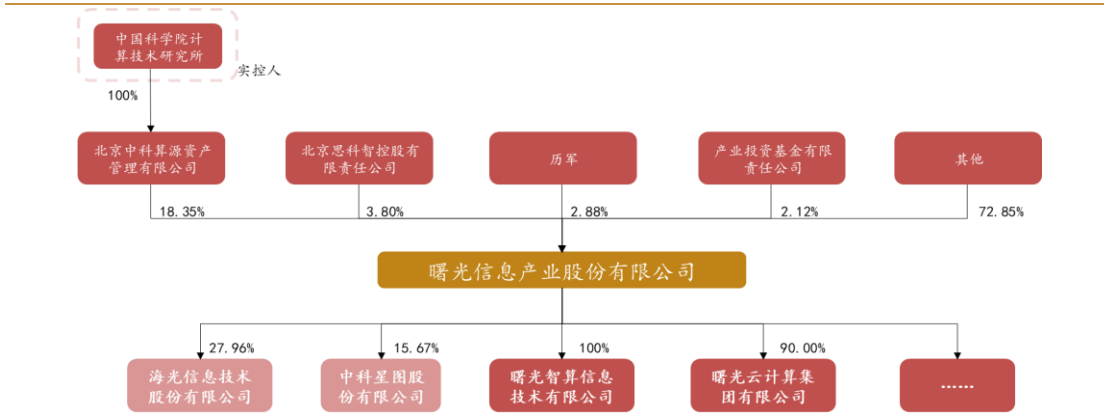 中国科学院计
算技术研究所
实控人
100%
北京中科算源资产
管理有限公司
北京思科智控股有
限责任公司
历军
产业投资基金有限
责任公司
其他
18.35%
3.80%
2.88%
2.12%
72.85%
曙光信息产业股份有限公司
27.96%
15.67%
100%
90.00%
海光信息技术
股份有限公司
中科星图股
份有限公司
曙光智算信息
技术有限公司
曙光云计算集
团有限公司
……